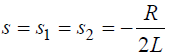 s = s₁ = s₂ = −R/2L